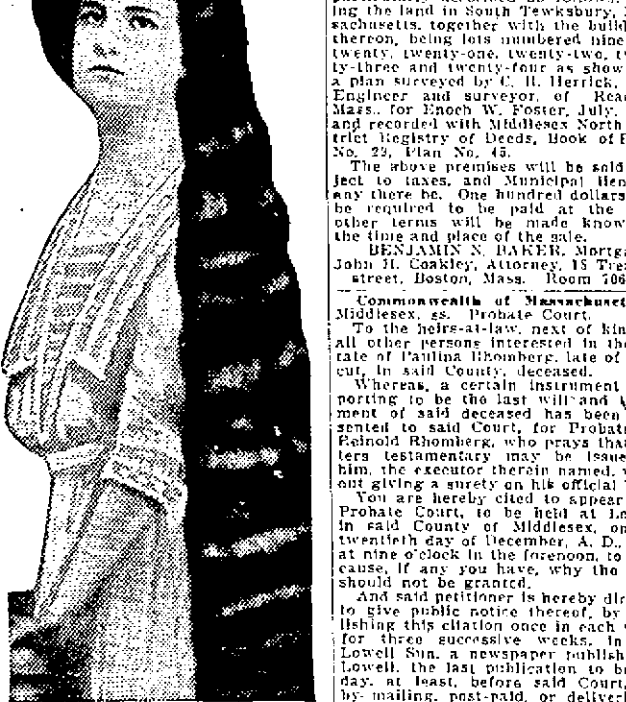 ing the land in South Tewksbury,
sachusetts, together with the build
thereon, being lots numbered nine
twenty, twenty-one, twenty-two, t
ty-three and twenty-four as show
a plan surveyed by C. H. Herrick,
Engineer and surveyor, of Rea
Mass., for Enoch W. Foster, July,
and recorded with Middlesex North
trict Registry of Deeds, Book of P
No. 23, Plan No. 45.
The above premises will be sold
ject to taxes, and Municipal lien
any there be. One hundred dollars
be required to be paid at the
other terms will be made know
the time and place of the sale.
BENJAMIN N. BAKER, Mortga
John H. Coakley, Attorney, 18 Tre
street, Boston, Mass. Room 406
Commonwealth of Massachuset
Middlesex, ss. Probate Court.
To the heirs-at-law, next of kin
all other persons interested in the
tate of Paulina Rhomberg, late of
cut, in said County, deceased.
Whereas, a certain instrument
porting to be the last will and
ment of said deceased has been
sented to said Court, for Probat
Reinold Rhomberg, who prays tha
ters testamentary may be issue
him, the executor therein named,
out giving a surety on his official
You are hereby cited to appear
Probate Court, to be held at Lo
in said County of Middlesex, on
twentieth day of December, A. D.,
at nine o'clock in the forenoon, to
cause, if any you have, why the
should not be granted.
And said petitioner is hereby dir
to give public notice thereof, by
lishing this citation once in each
for three successive weeks, in
Lowell Sun, a newspaper publish
Lowell, the last publication to b
day, at least, before said Court,
by mailing, post-paid, or deliver